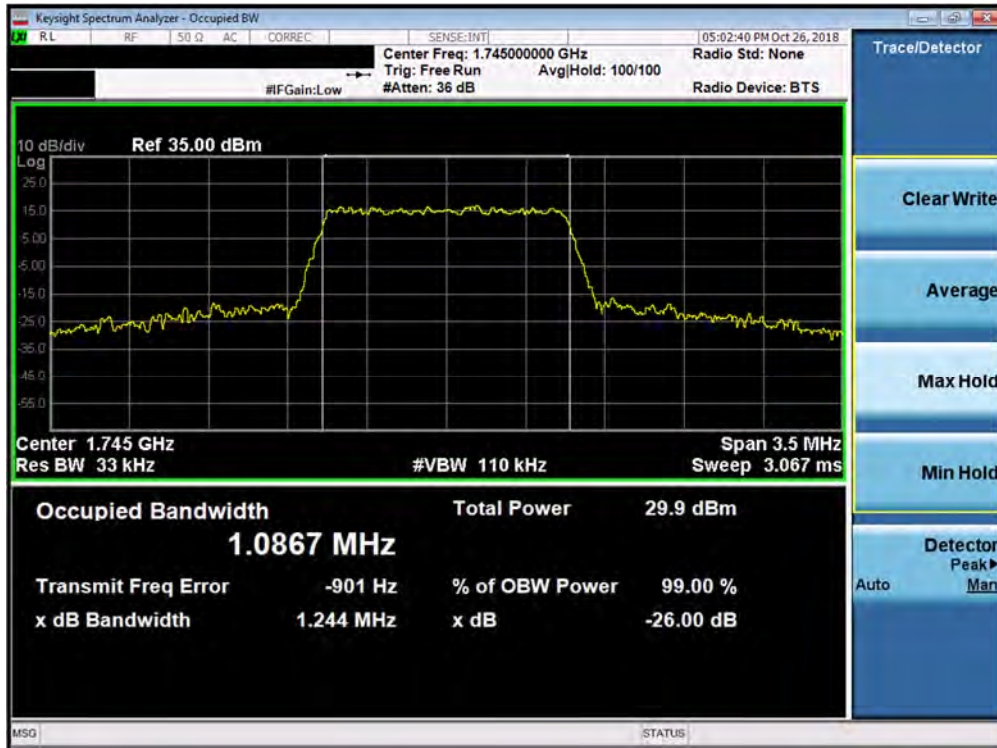 Keysight Spectrum Analyzer - Occupied BW
LXI RL RF 50 Ω AC CORREC SENSE:INT 05:02:40 PM Oct 26, 2018
Center Freq: 1.745000000 GHz Radio Std: None
Trig: Free Run Avg|Hold: 100/100
#IFGain:Low #Atten: 36 dB Radio Device: BTS
Trace/Detector
10 dB/div Ref 35.00 dBm
Log
25.0
15.0
5.00
-5.00
-15.0
-25.0
-35.0
-45.0
-55.0
Center 1.745 GHz Span 3.5 MHz
Res BW 33 kHz #VBW 110 kHz Sweep 3.067 ms
Occupied Bandwidth Total Power 29.9 dBm
1.0867 MHz
Transmit Freq Error -901 Hz % of OBW Power 99.00 %
x dB Bandwidth 1.244 MHz x dB -26.00 dB
Clear Write
Average
Max Hold
Min Hold
Detector
Peak▶
Auto Man
MSG STATUS